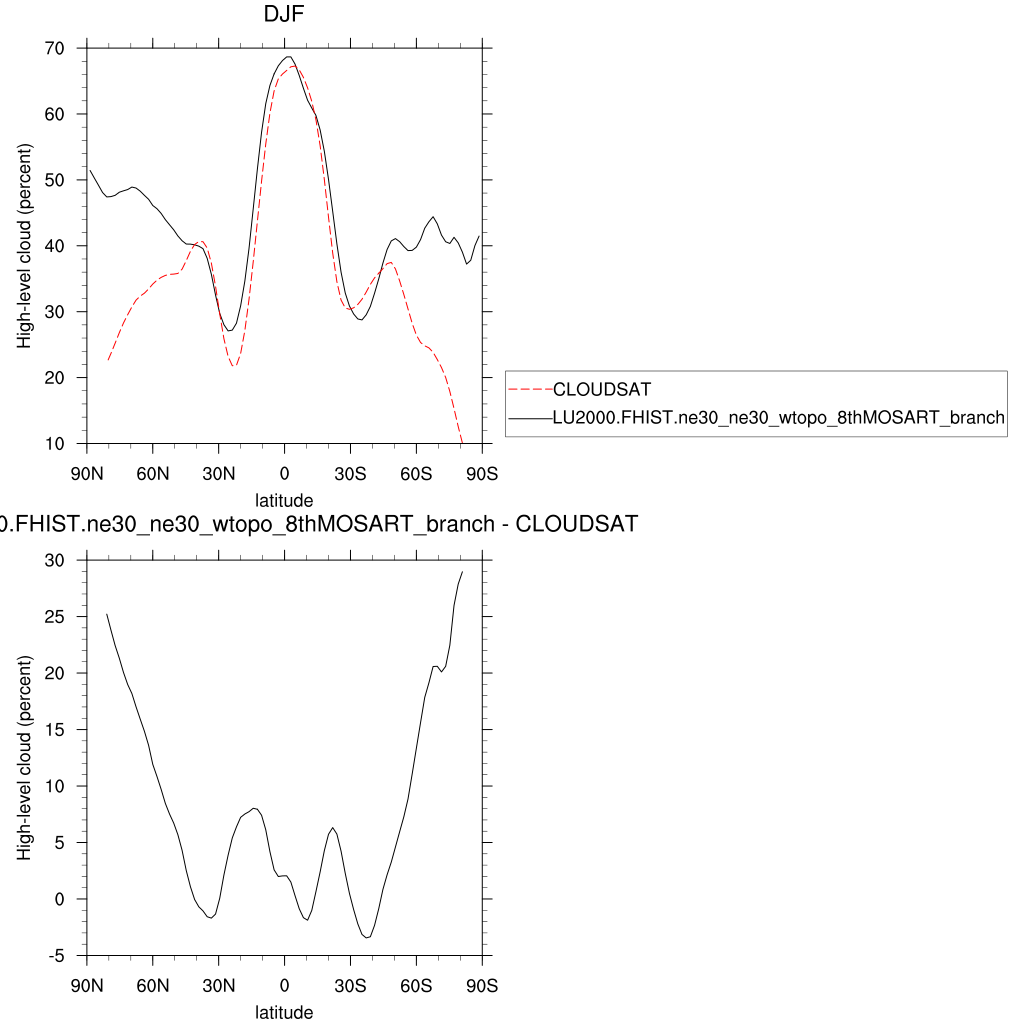 DJF
70
60
50
40
30
20
10
High-level cloud (percent)
90N 60N 30N 0 30S 60S 90S
latitude
CLOUDSAT
LU2000.FHIST.ne30_ne30_wtopo_8thMOSART_branch
0.FHIST.ne30_ne30_wtopo_8thMOSART_branch - CLOUDSAT
30
25
20
15
10
5
0
-5
High-level cloud (percent)
90N 60N 30N 0 30S 60S 90S
latitude